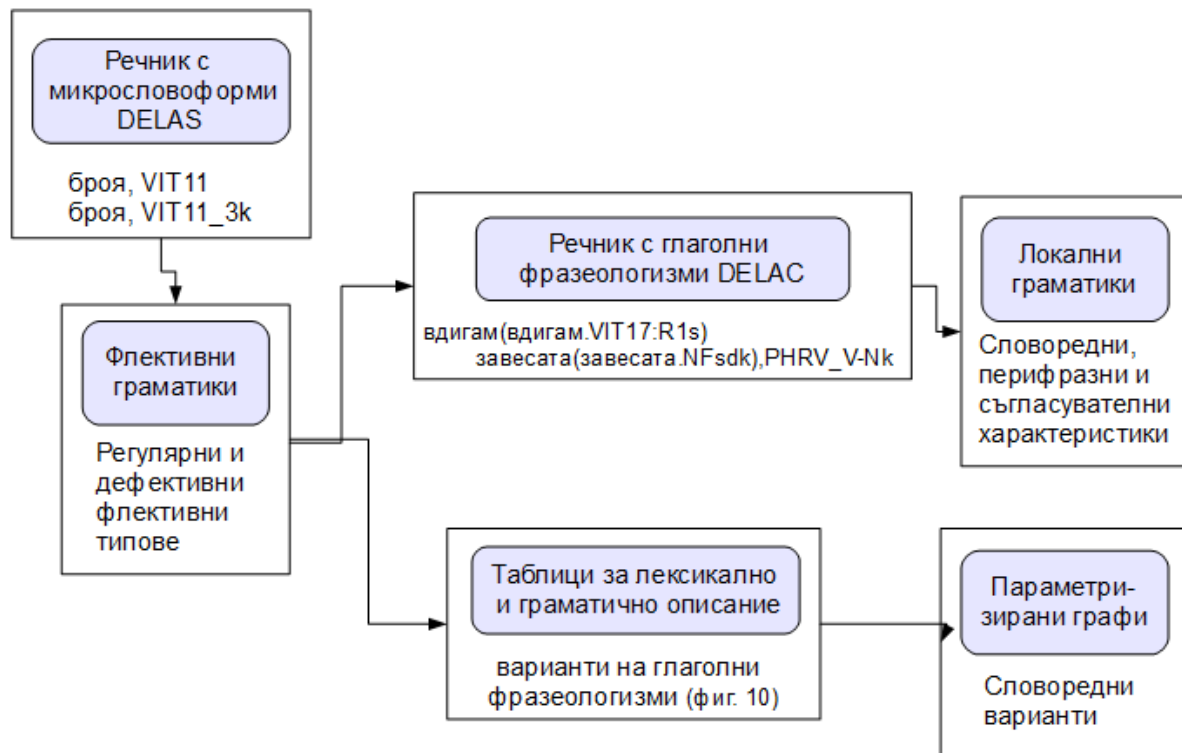 Речник с
микрословоформи
DELAS
броя, VIT11
броя, VIT11_3k
Флективни
граматики
Регулярни и
дефективни
флективни
типове
Речник с глаголни
фразеологизми DELAC
вдигам(вдигам.VIT17:R1s)
завесата(завесата.NFsdk),PHRV_V-Nk
Локални
граматики
Словоредни,
перифразни и
съгласувателни
характеристики
Таблици за лексикално
и граматично описание
варианти на глаголни
фразеологизми (фиг. 10)
Параметри-
зирани графи
Словоредни
варианти